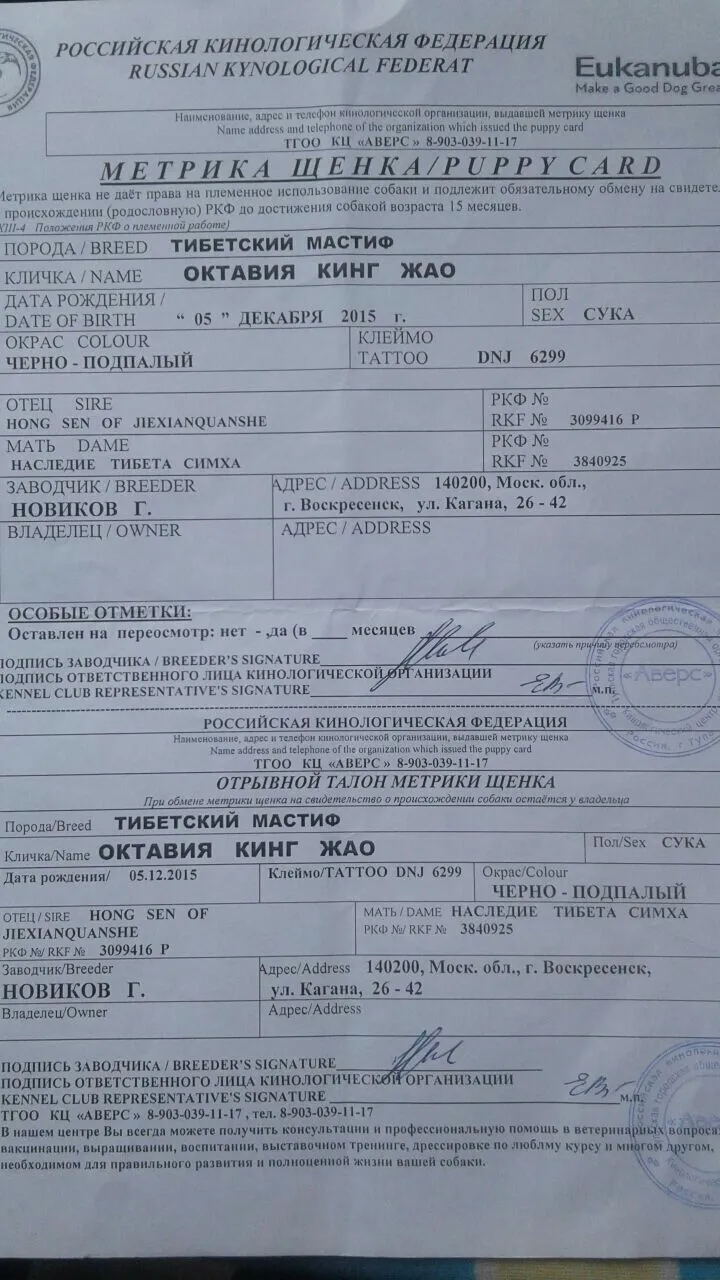 РОССИЙСКАЯ КИНОЛОГИЧЕСКАЯ ФЕДЕРАЦИЯ
RUSSIAN KYNOLOGICAL FEDERAT
Eukanuba
Make a Good Dog Grea
Наименование, адрес и телефон кинологической организации, выдавшей метрику щенка
Name address and telephone of the organization which issued the puppy card
ТГОО КЦ «АВЕРС» 8-903-039-11-17
МЕТРИКА ЩЕНКА/PUPPY CARD
Метрика щенка не даёт права на племенное использование собаки и подлежит обязательному обмену на свидете
происхождении (родословную) РКФ до достижения собакой возраста 15 месяцев.
XIII-4 Положения РКФ о племенной работе)
ПОРОДА / BREED ТИБЕТСКИЙ МАСТИФ
КЛИЧКА / NAME ОКТАВИЯ КИНГ ЖАО
ДАТА РОЖДЕНИЯ /
DATE OF BIRTH “ 05 ” ДЕКАБРЯ 2015 г.
ПОЛ
SEX СУКА
ОКРАС COLOUR
ЧЕРНО - ПОДПАЛЫЙ
КЛЕЙМО
TATTOO DNJ 6299
ОТЕЦ SIRE
HONG SEN OF JIEXIANQUANSHE
РКФ №
RKF № 3099416 Р
МАТЬ DAME
НАСЛЕДИЕ ТИБЕТА СИМХА
РКФ №
RKF № 3840925
ЗАВОДЧИК / BREEDER
НОВИКОВ Г.
АДРЕС / ADDRESS 140200, Моск. обл.,
г. Воскресенск, ул. Кагана, 26 - 42
ВЛАДЕЛЕЦ / OWNER
АДРЕС / ADDRESS
ОСОБЫЕ ОТМЕТКИ:
Оставлен на переосмотр: нет - ,да (в ____ месяцев
(указать причину переосмотра)
ПОДПИСЬ ЗАВОДЧИКА / BREEDER'S SIGNATURE
ПОДПИСЬ ОТВЕТСТВЕННОГО ЛИЦА КИНОЛОГИЧЕСКОЙ ОРГАНИЗАЦИИ
KENNEL CLUB REPRESENTATIVE'S SIGNATURE
м.п.
«Аверс»
РОССИЙСКАЯ КИНОЛОГИЧЕСКАЯ ФЕДЕРАЦИЯ
Наименование, адрес и телефон кинологической организации, выдавшей метрику щенка
Name address and telephone of the organization which issued the puppy card
ТГОО КЦ «АВЕРС» 8-903-039-11-17
ОТРЫВНОЙ ТАЛОН МЕТРИКИ ЩЕНКА
При обмене метрики щенка на свидетельство о происхождении собаки остаётся у владельца
Порода/Breed ТИБЕТСКИЙ МАСТИФ
Кличка/Name ОКТАВИЯ КИНГ ЖАО
Пол/Sex СУКА
Дата рождения/ 05.12.2015
Клеймо/TATTOO DNJ 6299
Окрас/Colour
ЧЕРНО - ПОДПАЛЫЙ
ОТЕЦ / SIRE HONG SEN OF
JIEXIANQUANSHE
РКФ №/ RKF № 3099416 Р
МАТЬ / DAME НАСЛЕДИЕ ТИБЕТА СИМХА
РКФ №/ RKF № 3840925
Заводчик/Breeder
НОВИКОВ Г.
Адрес/Address 140200, Моск. обл., г. Воскресенск,
ул. Кагана, 26 - 42
Владелец/Owner
Адрес/Address
ПОДПИСЬ ЗАВОДЧИКА / BREEDER'S SIGNATURE
ПОДПИСЬ ОТВЕТСТВЕННОГО ЛИЦА КИНОЛОГИЧЕСКОЙ ОРГАНИЗАЦИИ
KENNEL CLUB REPRESENTATIVE'S SIGNATURE
м.п.
ТГОО КЦ «АВЕРС» 8-903-039-11-17 , тел. 8-903-039-11-17
В нашем центре Вы всегда можете получить консультации и профессиональную помощь в ветеринарных вопроса
вакцинации, выращивании, воспитании, выставочном тренинге, дрессировке по люблму курсу и многом другом,
необходимом для правильного развития и полноценной жизни вашей собаки.